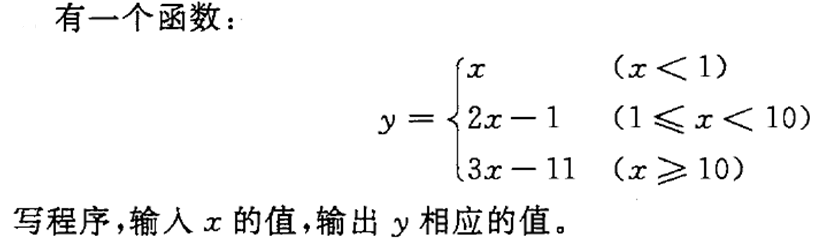 有一个函数：
x （x＜1）
y＝{2x－1 （1≤x＜10）
3x－11 （x≥10）
写程序，输入 x 的值，输出 y 相应的值。